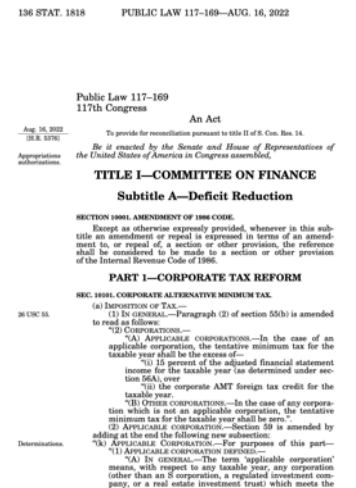 136 STAT. 1818 PUBLIC LAW 117–169—AUG. 16, 2022
Public Law 117–169
117th Congress
An Act
Aug. 16, 2022
[H.R. 5376]
To provide for reconciliation pursuant to title II of S. Con. Res. 14.
Appropriations
authorizations.
Be it enacted by the Senate and House of Representatives of
the United States of America in Congress assembled,
TITLE I—COMMITTEE ON FINANCE
Subtitle A—Deficit Reduction
SECTION 10001. AMENDMENT OF 1986 CODE.
Except as otherwise expressly provided, whenever in this sub-
title an amendment or repeal is expressed in terms of an amend-
ment to, or repeal of, a section or other provision, the reference
shall be considered to be made to a section or other provision
of the Internal Revenue Code of 1986.
PART 1—CORPORATE TAX REFORM
SEC. 10101. CORPORATE ALTERNATIVE MINIMUM TAX.
(a) IMPOSITION OF TAX.—
26 USC 55.
(1) IN GENERAL.—Paragraph (2) of section 55(b) is amended
to read as follows:
“(2) CORPORATIONS.—
“(A) APPLICABLE CORPORATIONS.—In the case of an
applicable corporation, the tentative minimum tax for the
taxable year shall be the excess of—
“(i) 15 percent of the adjusted financial statement
income for the taxable year (as determined under sec-
tion 56A), over
“(ii) the corporate AMT foreign tax credit for the
taxable year.
“(B) OTHER CORPORATIONS.—In the case of any corpora-
tion which is not an applicable corporation, the tentative
minimum tax for the taxable year shall be zero.”.
(2) APPLICABLE CORPORATION.—Section 59 is amended by
adding at the end the following new subsection:
Determinations.
“(k) APPLICABLE CORPORATION.—For purposes of this part—
“(1) APPLICABLE CORPORATION DEFINED.—
“(A) IN GENERAL.—The term ‘applicable corporation’
means, with respect to any taxable year, any corporation
(other than an S corporation, a regulated investment com-
pany, or a real estate investment trust) which meets the